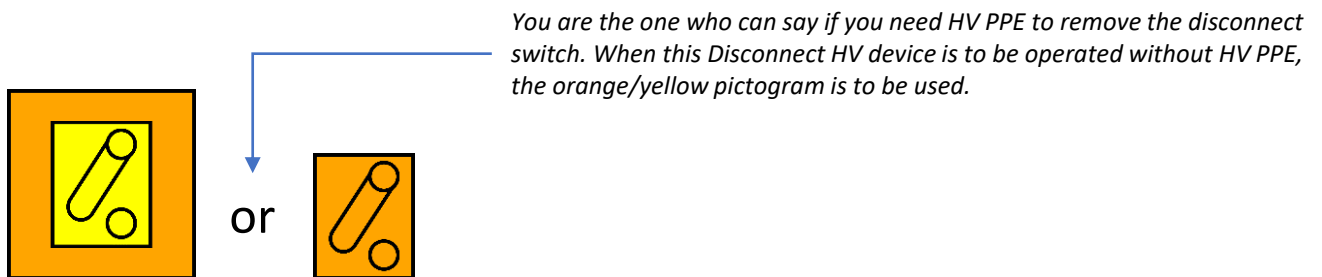 You are the one who can say if you need HV PPE to remove the disconnect
switch. When this Disconnect HV device is to be operated without HV PPE,
the orange/yellow pictogram is to be used.
or